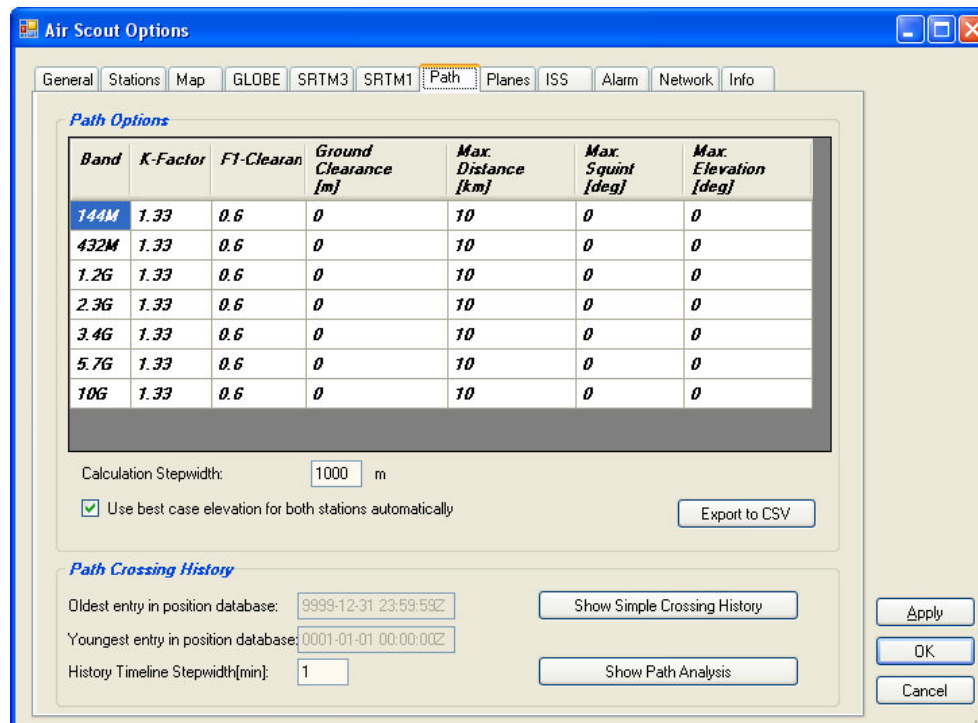 Air Scout Options
General Stations Map GLOBE SRTM3 SRTM1 Path Planes ISS Alarm Network Info
Path Options
Band K-Factor F1-Clearan Ground Clearance [m] Max. Distance [km] Max. Squint [deg] Max. Elevation [deg]
144M 1.33 0.6 0 10 0 0
432M 1.33 0.6 0 10 0 0
1.2G 1.33 0.6 0 10 0 0
2.3G 1.33 0.6 0 10 0 0
3.4G 1.33 0.6 0 10 0 0
5.7G 1.33 0.6 0 10 0 0
10G 1.33 0.6 0 10 0 0
Calculation Stepwidth: 1000 m
Use best case elevation for both stations automatically
Export to CSV
Path Crossing History
Oldest entry in position database: 9999-12-31 23:59:59Z Show Simple Crossing History
Youngest entry in position database: 0001-01-01 00:00:00Z
History Timeline Stepwidth[min]: 1 Show Path Analysis
Apply
OK
Cancel